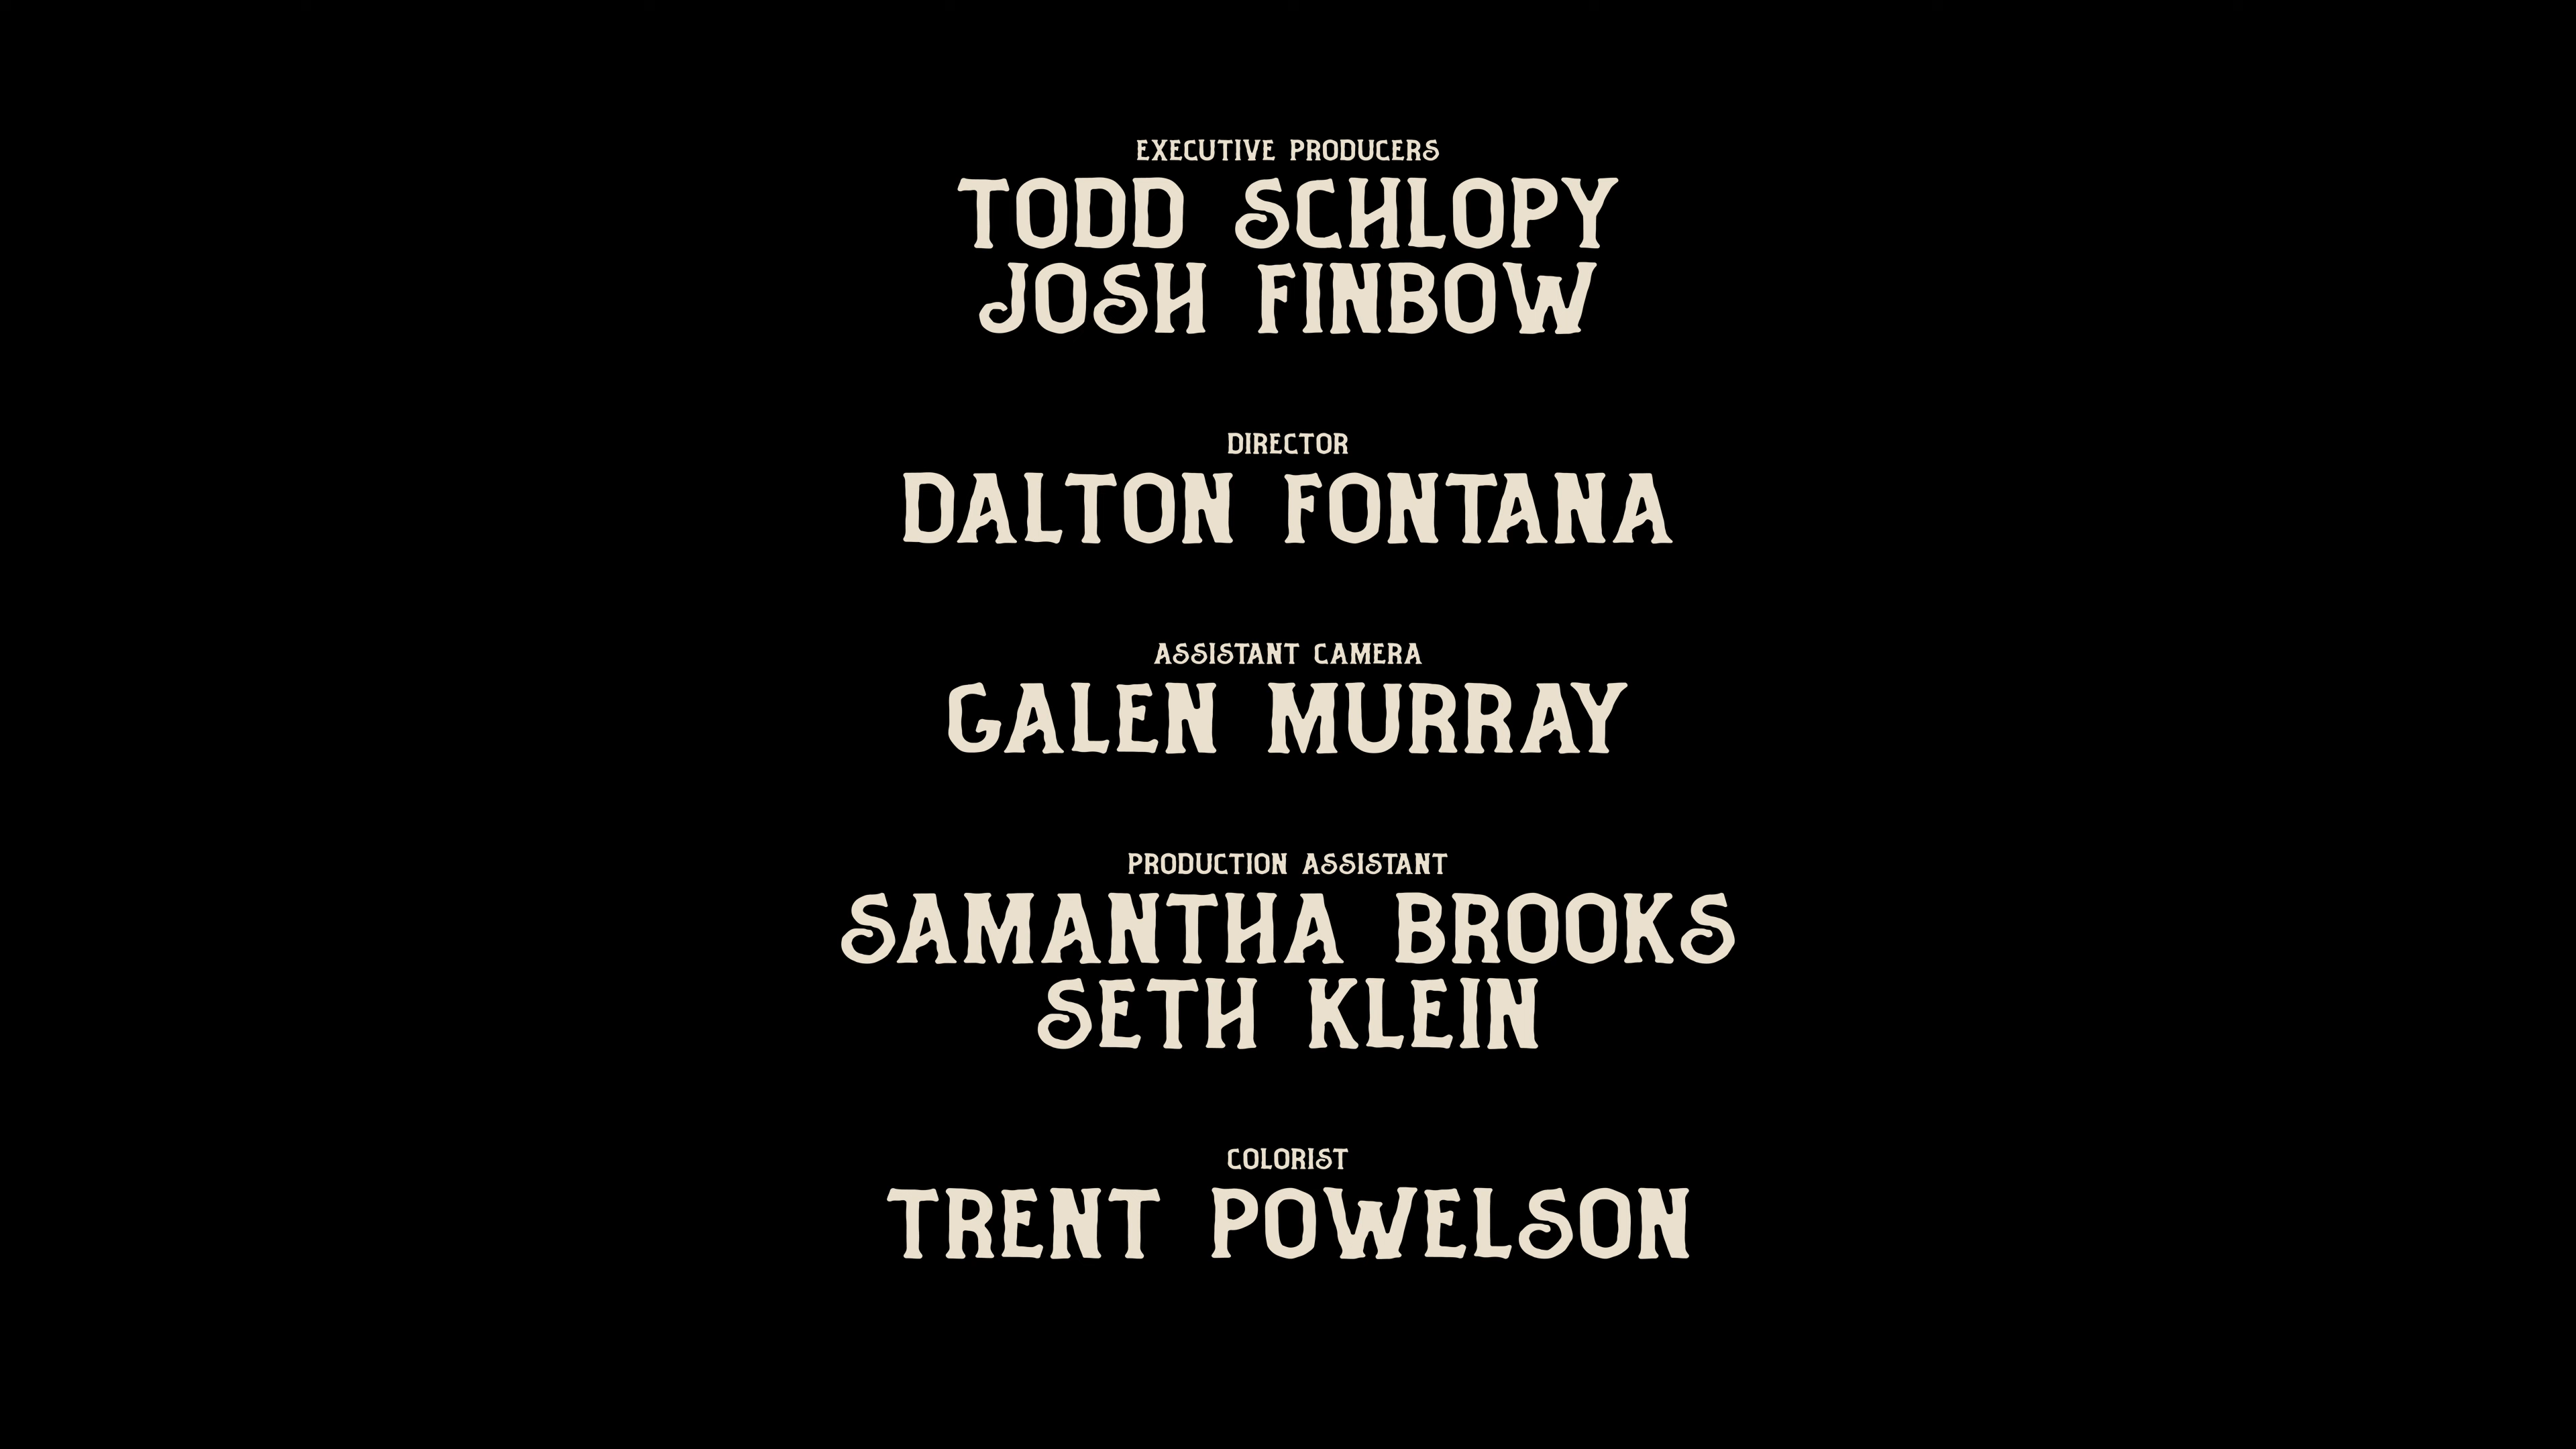 EXECUTIVE PRODUCERS
TODD SCHLOPY
JOSH FINBOW
DIRECTOR
DALTON FONTANA
ASSISTANT CAMERA
GALEN MURRAY
PRODUCTION ASSISTANT
SAMANTHA BROOKS
SETH KLEIN
COLORIST
TRENT POWELSON